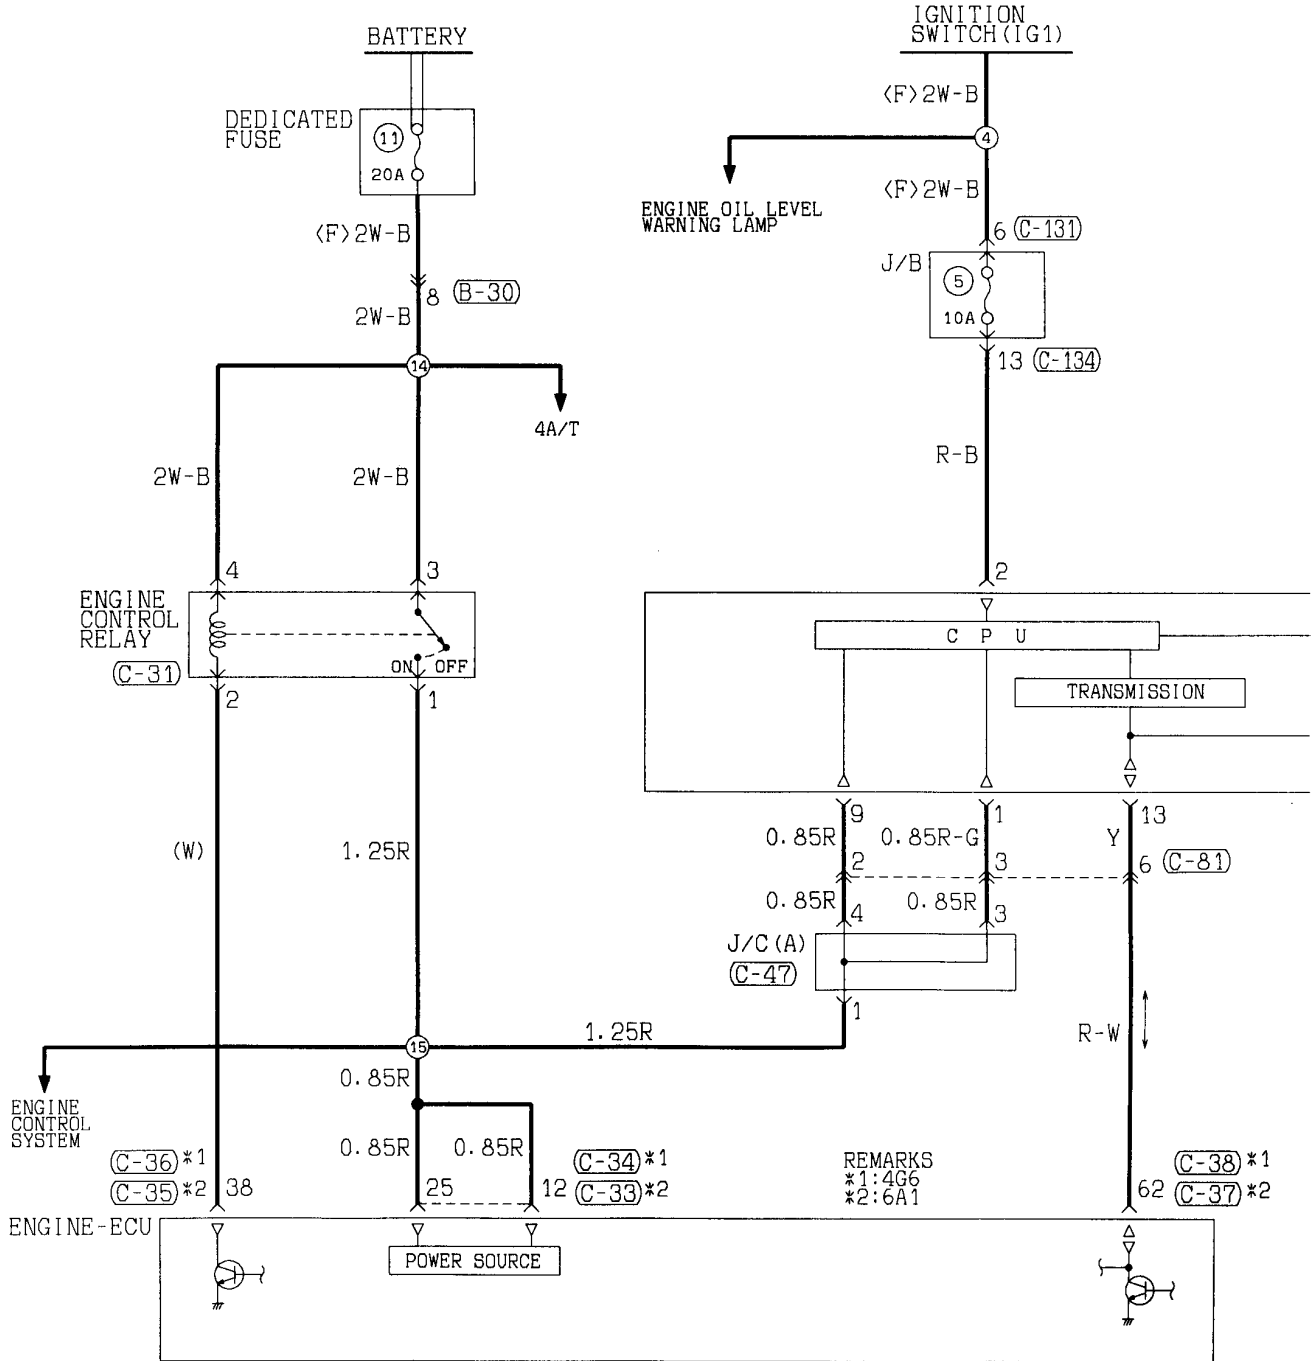 BATTERY
IGNITION
SWITCH(IG1)
<F>2W-B
DEDICATED
FUSE
11
20A
4
<F>2W-B
ENGINE OIL LEVEL
WARNING LAMP
<F>2W-B
6 C-131
J/B
5
10A
8 B-30
2W-B
13 C-134
14
4A/T
R-B
2W-B
2W-B
4
3
2
ENGINE
CONTROL
RELAY
CPU
ON OFF
C-31
2
1
TRANSMISSION
9
1
13
0.85R
0.85R-G
Y
(W)
1.25R
2
3
6 C-81
0.85R
4
0.85R
3
J/C(A)
C-47
1
1.25R
R-W
15
0.85R
ENGINE
CONTROL
SYSTEM
0.85R
0.85R
C-36 *1
C-35 *2
38
25
12
C-34 *1
C-33 *2
REMARKS
*1:4G6
*2:6A1
62
C-38 *1
C-37 *2
ENGINE-ECU
POWER SOURCE